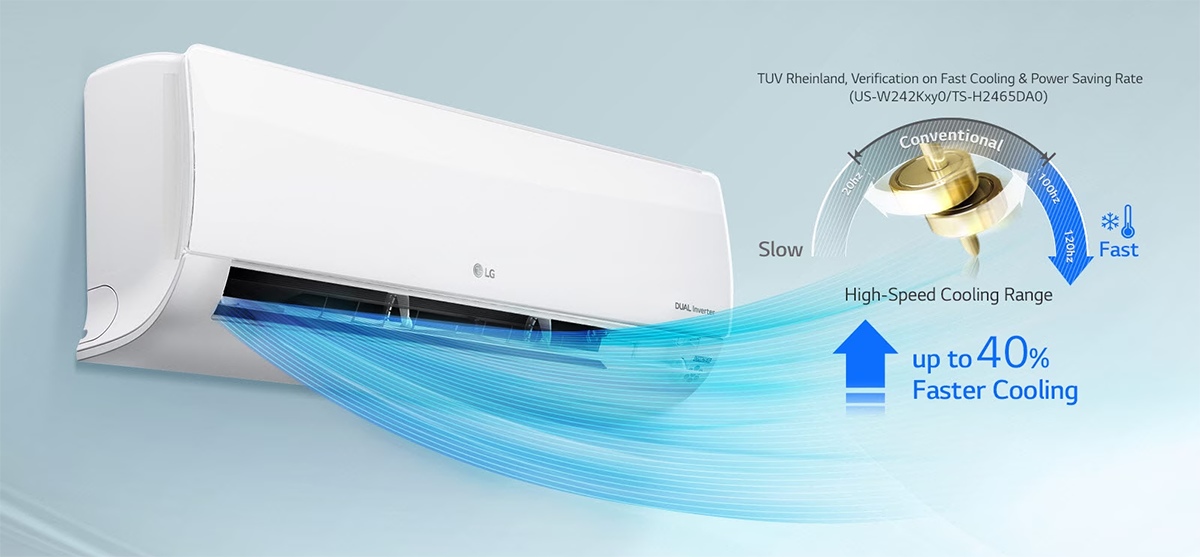 TUV Rheinland, Verification on Fast Cooling & Power Saving Rate
(US-W242Kxy0/TS-H2465DA0)
Conventional
20hz
100hz
120hz
Slow
Fast
High-Speed Cooling Range
up to 40%
Faster Cooling
LG
DUAL Inverter